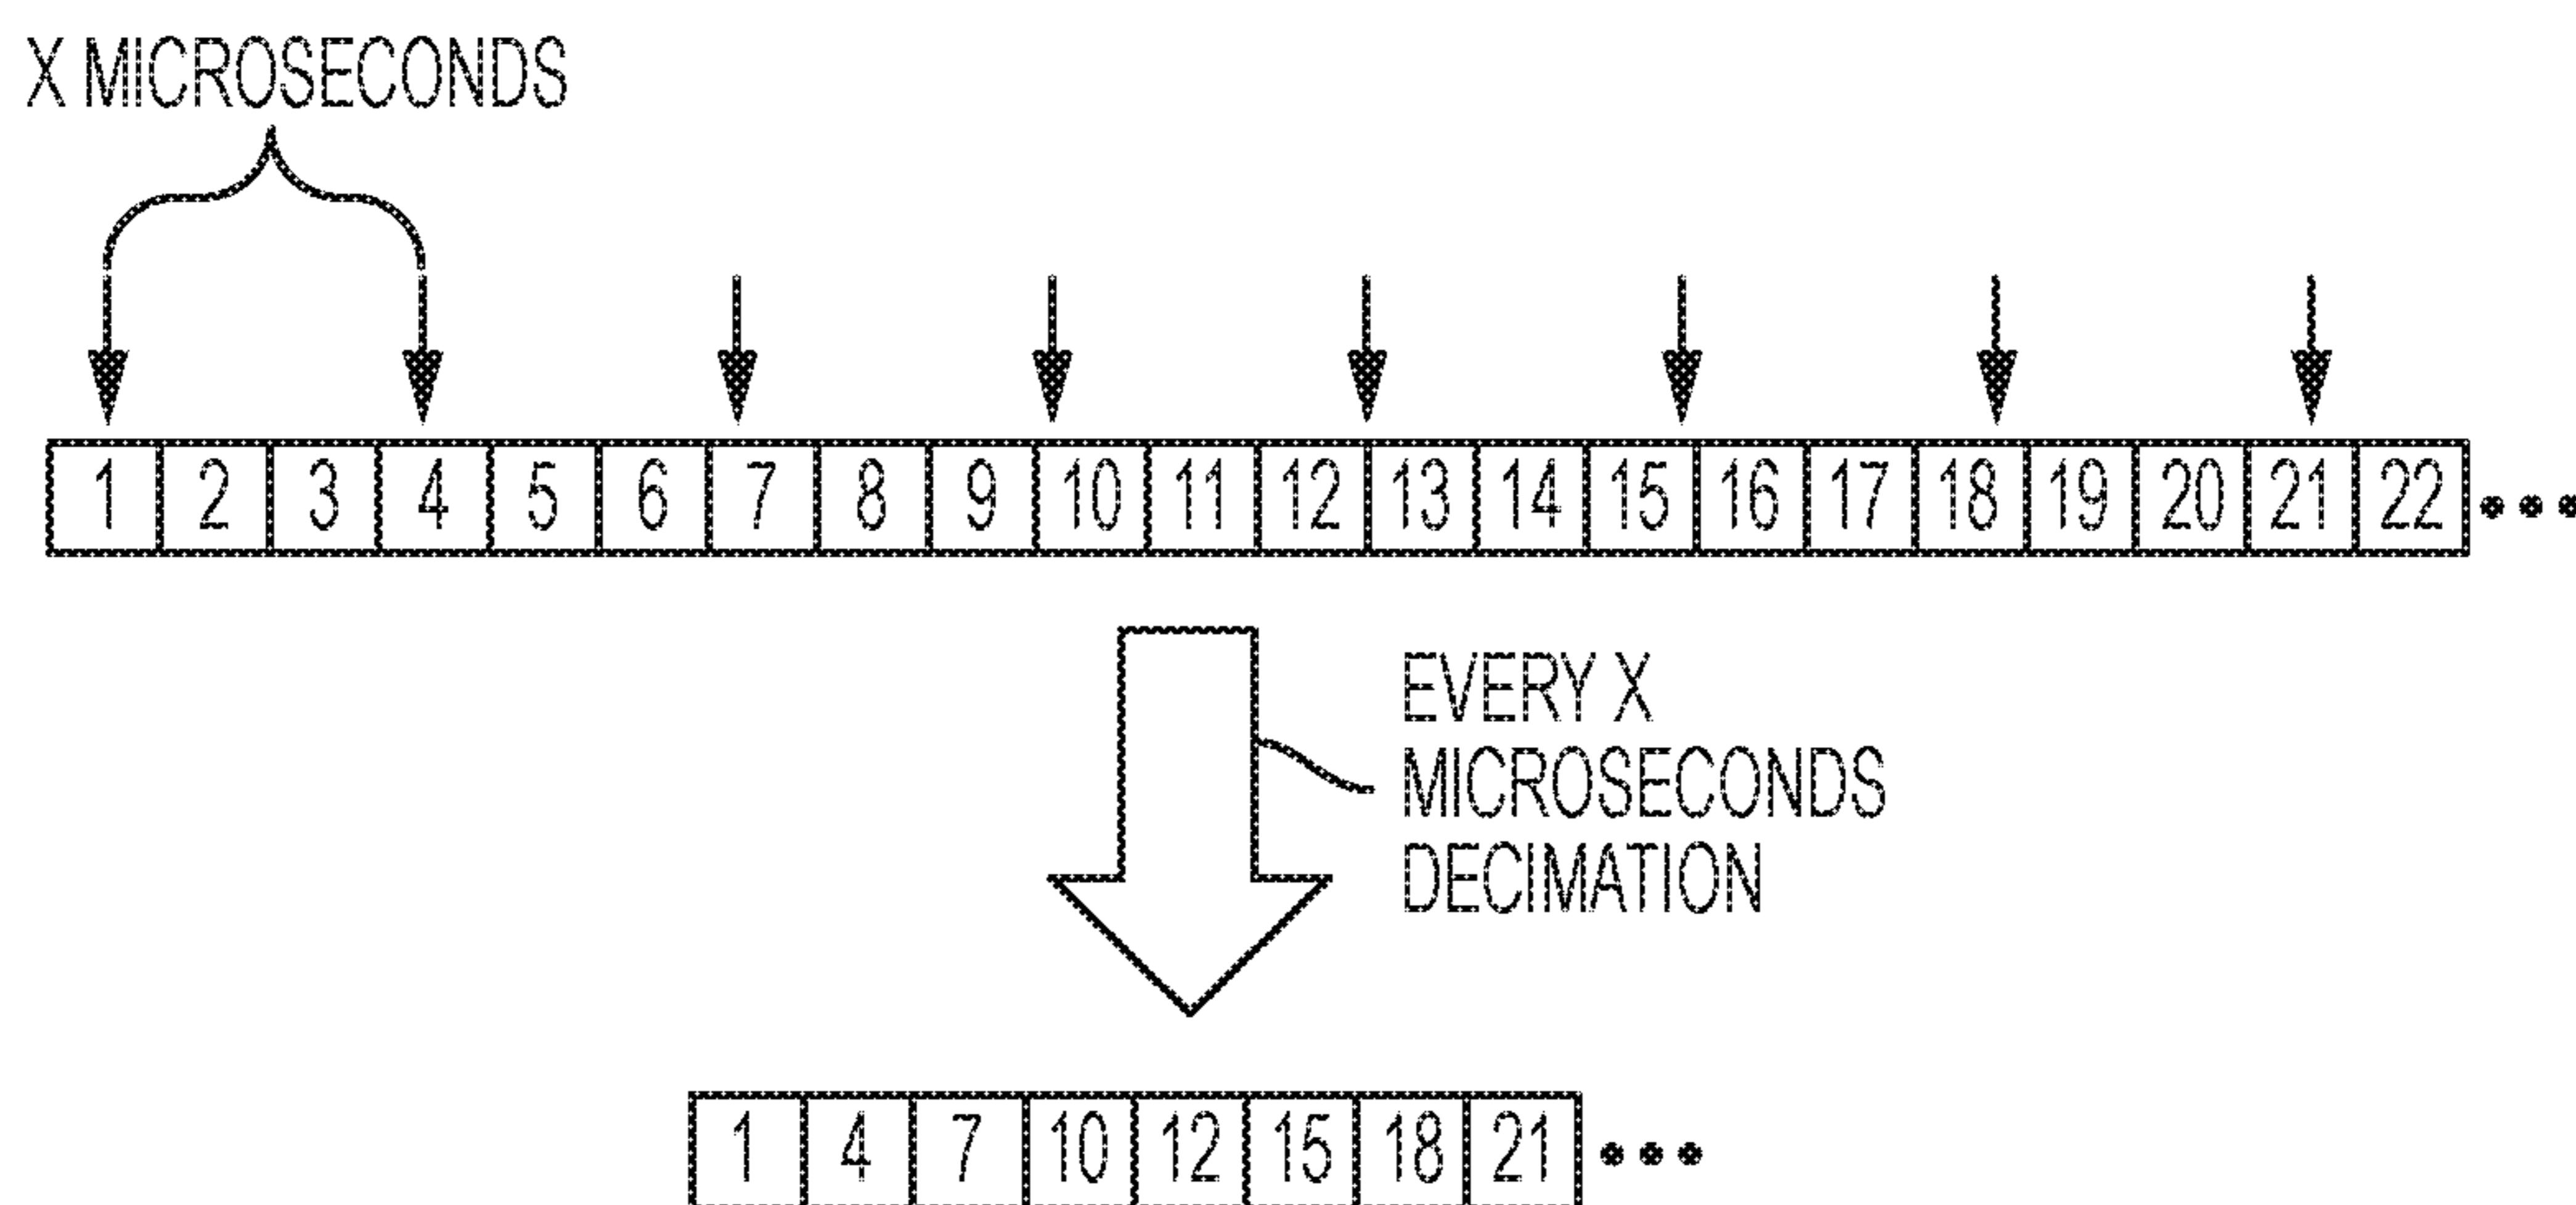 X MICROSECONDS
1 2 3 4 5 6 7 8 9 10 11 12 13 14 15 16 17 18 19 20 21 22 •••
EVERY X
MICROSECONDS
DECIMATION
1 4 7 10 12 15 18 21 •••